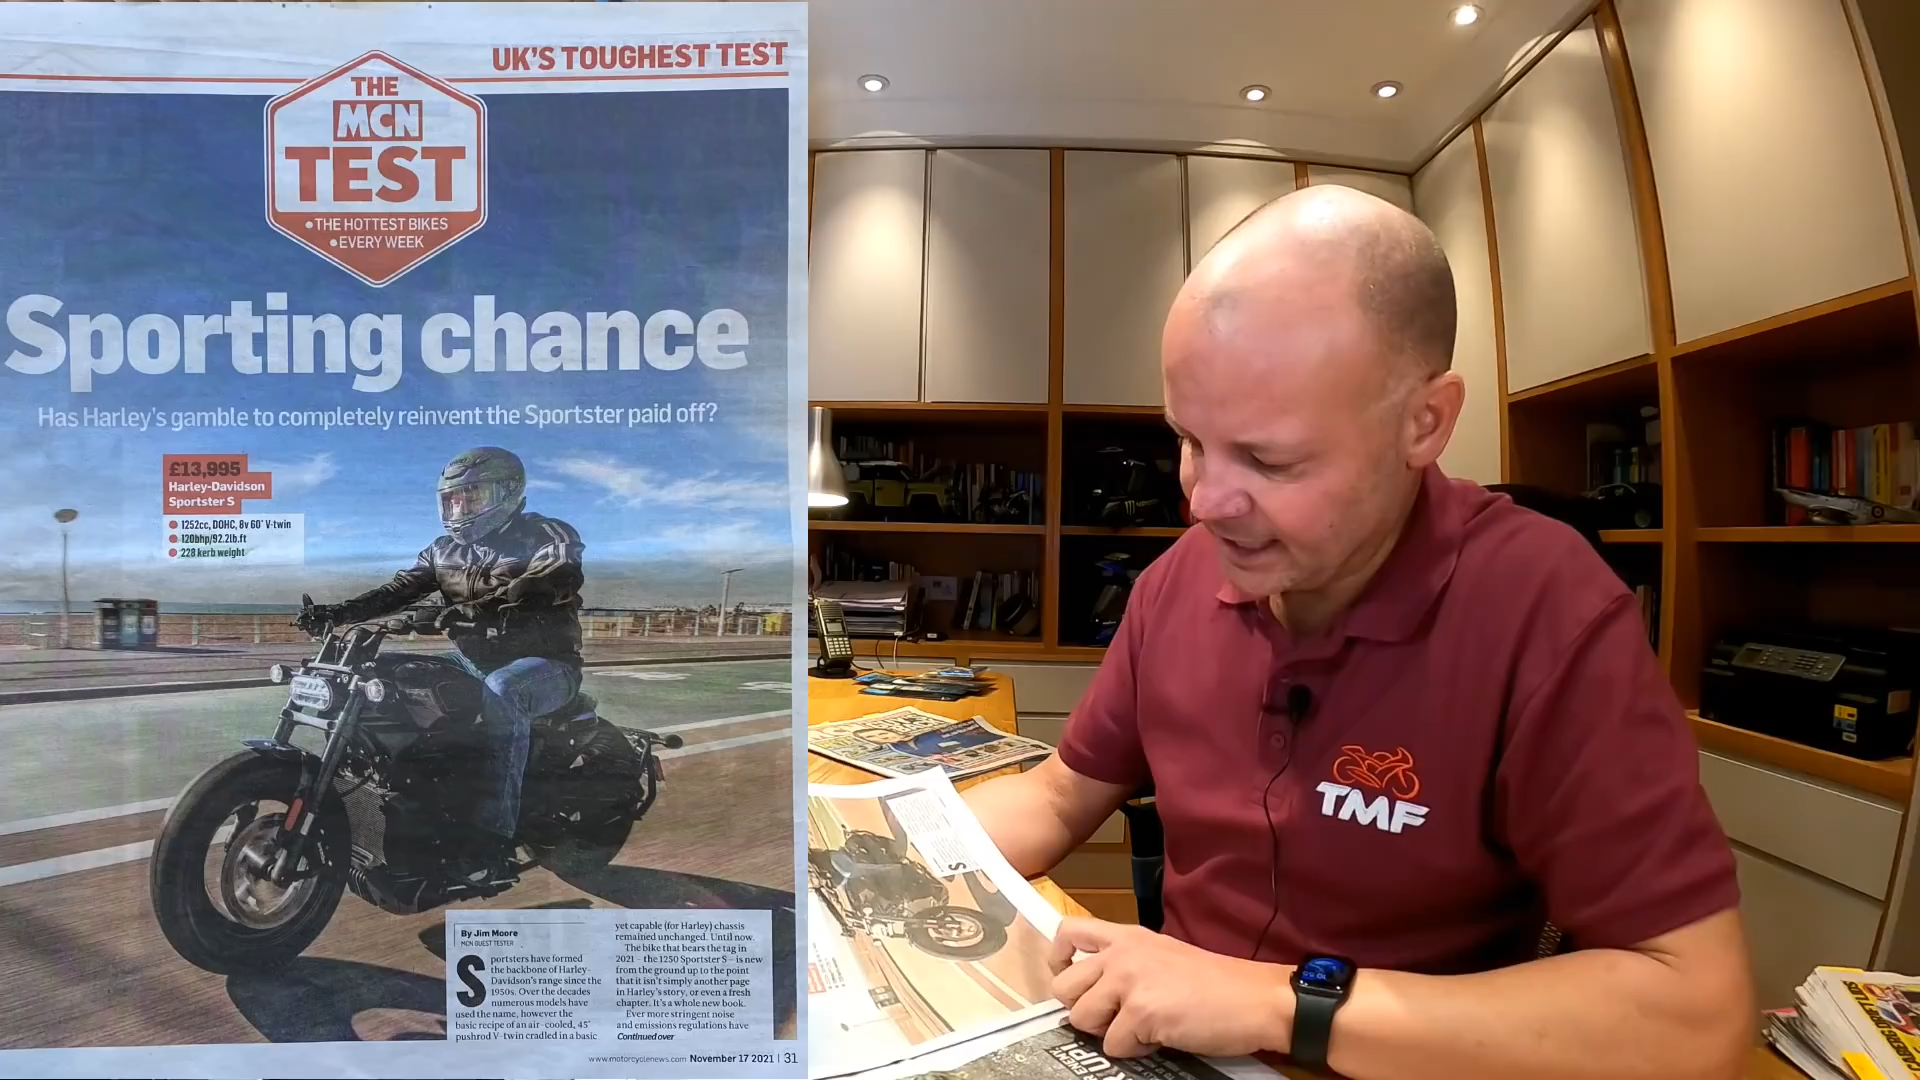 UK'S TOUGHEST TEST
THE
MCN
TEST
•THE HOTTEST BIKES
•EVERY WEEK
Sporting chance
Has Harley's gamble to completely reinvent the Sportster paid off?
£13,995
Harley-Davidson
Sportster S
1252cc, DOHC, 8v 60° V-twin
120bhp/92.2lb.ft
228 kerb weight
By Jim Moore
MCN GUEST TESTER
Sportsters have formed
the backbone of Harley-
Davidson's range since the
1950s. Over the decades
numerous models have
used the name, however the
basic recipe of an air-cooled, 45°
pushrod V-twin cradled in a basic
yet capable (for Harley) chassis
remained unchanged. Until now.
The bike that bears the tag in
2021 – the 1250 Sportster S – is new
from the ground up to the point
that it isn't simply another page
in Harley's story, or even a fresh
chapter. It's a whole new book.
Ever more stringent noise
and emissions regulations have
Continued over
www.motorcyclenews.com November 17 2021 | 31
TMF